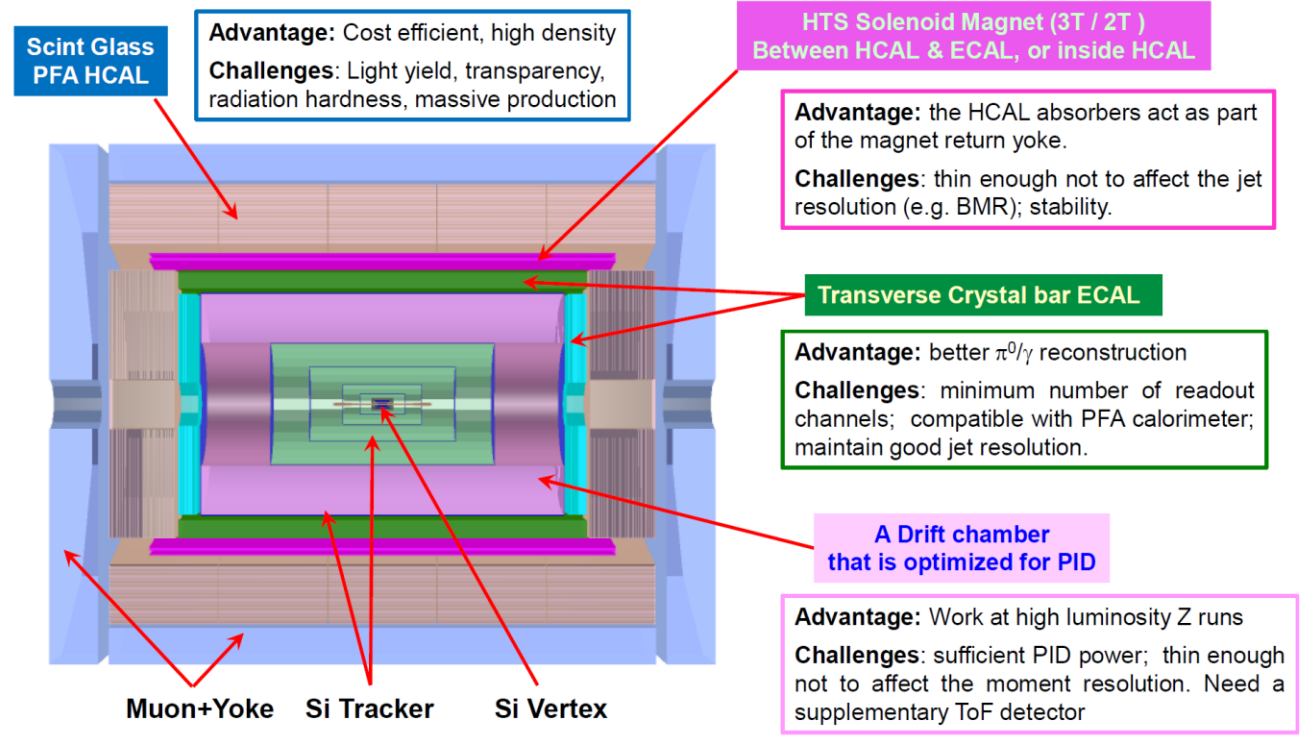 Scint Glass
PFA HCAL
Advantage: Cost efficient, high density
Challenges: Light yield, transparency,
radiation hardness, massive production
HTS Solenoid Magnet (3T / 2T )
Between HCAL & ECAL, or inside HCAL
Advantage: the HCAL absorbers act as part
of the magnet return yoke.
Challenges: thin enough not to affect the jet
resolution (e.g. BMR); stability.
Transverse Crystal bar ECAL
Advantage: better π⁰/γ reconstruction
Challenges: minimum number of readout
channels; compatible with PFA calorimeter;
maintain good jet resolution.
A Drift chamber
that is optimized for PID
Advantage: Work at high luminosity Z runs
Challenges: sufficient PID power; thin enough
not to affect the moment resolution. Need a
supplementary ToF detector
Muon+Yoke
Si Tracker
Si Vertex